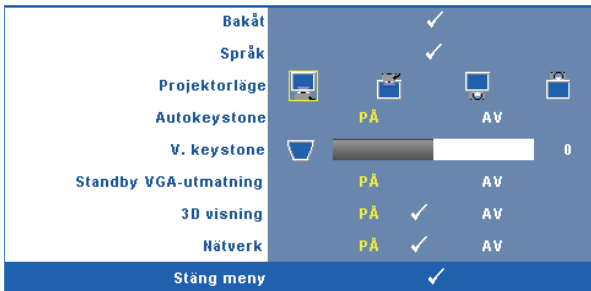 Bakåt
Språk
Projektorläge
Autokeystone PÅ AV
V. keystone 0
Standby VGA-utmatning PÅ AV
3D visning PÅ AV
Nätverk PÅ AV
Stäng meny